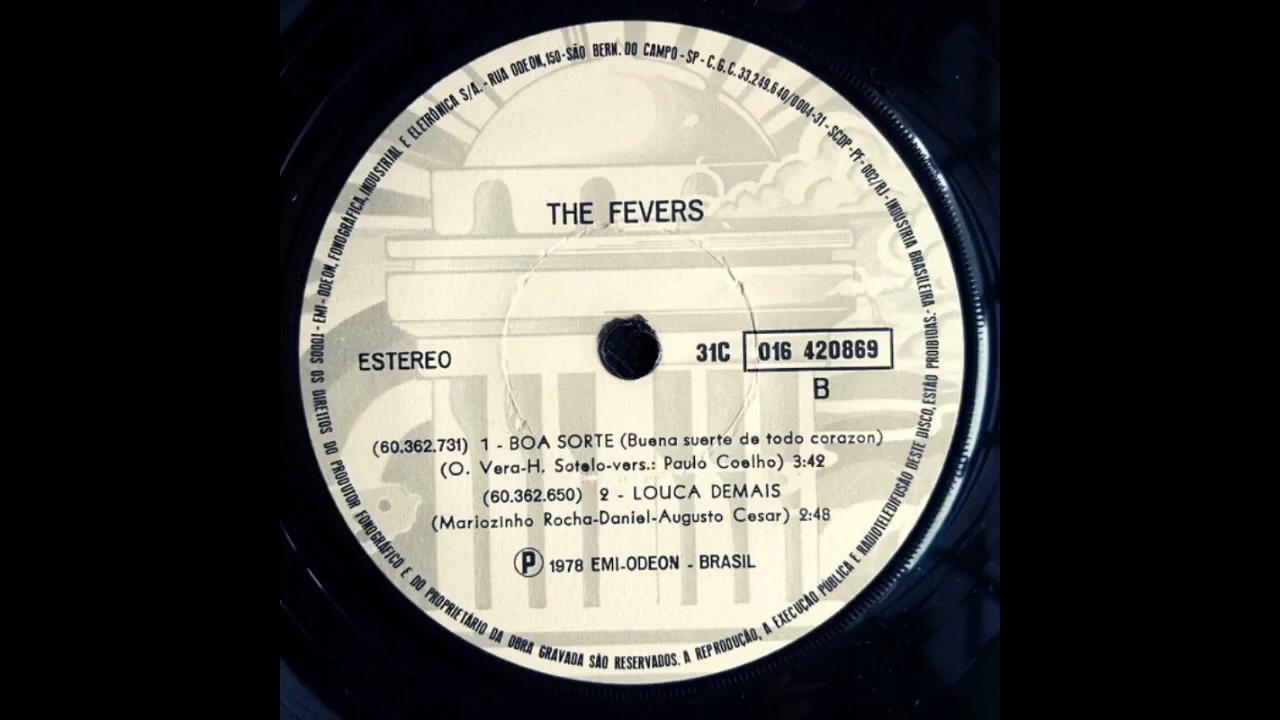 TODOS OS DIREITOS DO PRODUTOR FONOGRÁFICO E DO PROPRIETÁRIO DA OBRA GRAVADA SÃO RESERVADOS. A REPRODUÇÃO, A EXECUÇÃO PÚBLICA E RADIOTELEDIFUSÃO DESTE DISCO, ESTÃO PROIBIDAS.
- EMI - ODEON, FONOGRÁFICA, INDUSTRIAL E ELETRÔNICA S/A. - RUA ODEON, 150 - SÃO BERN. DO CAMPO - SP - C.G.C. 33.249.640/0004-31 - SCDP - PF - 002/RJ - INDÚSTRIA BRASILEIRA -
THE FEVERS
ESTEREO
31C 016 420869
B
(60.362.731) 1 - BOA SORTE (Buena suerte de todo corazon)
(O. Vera-H. Sotelo-vers.: Paulo Coelho) 3:42
(60.362.650) 2 - LOUCA DEMAIS
(Mariozinho Rocha-Daniel-Augusto Cesar) 2:48
Ⓟ 1978 EMI-ODEON - BRASIL